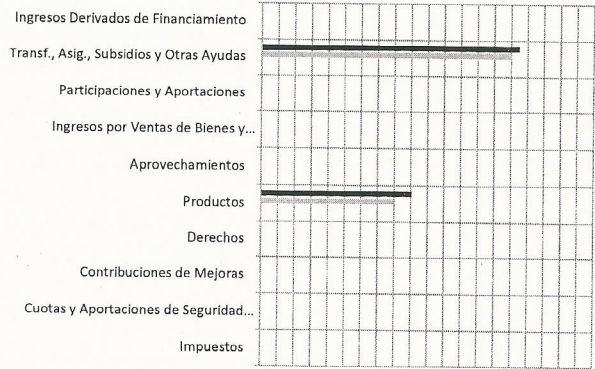 Ingresos Derivados de Financiamiento
Transf., Asig., Subsidios y Otras Ayudas
Participaciones y Aportaciones
Ingresos por Ventas de Bienes y...
Aprovechamientos
Productos
Derechos
Contribuciones de Mejoras
Cuotas y Aportaciones de Seguridad...
Impuestos